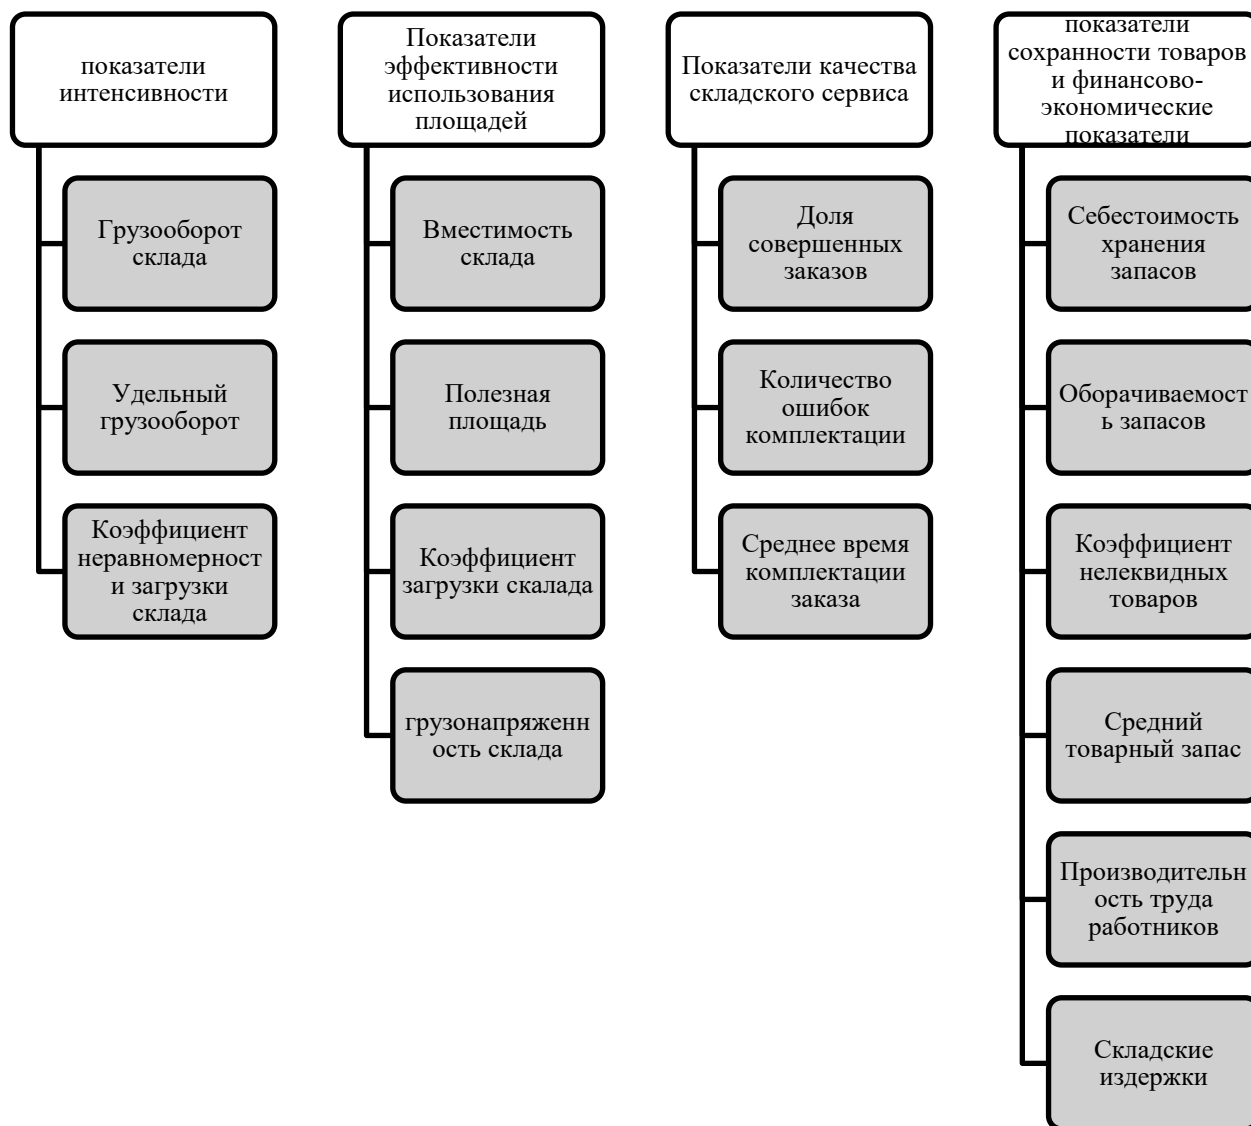 показатели
интенсивности
Грузооборот
склада
Удельный
грузооборот
Коэффициент
неравномерност
и загрузки
склада
Показатели
эффективности
использования
площадей
Вместимость
склада
Полезная
площадь
Коэффициент
загрузки скалада
грузонапряженн
ость склада
Показатели качества
складского сервиса
Доля
совершенных
заказов
Количество
ошибок
комплектации
Среднее время
комплектации
заказа
показатели
сохранности товаров
и финансово-
экономические
показатели
Себестоимость
хранения
запасов
Оборачиваемост
ь запасов
Коэффициент
нелеквидных
товаров
Средний
товарный запас
Производительн
ость труда
работников
Складские
издержки